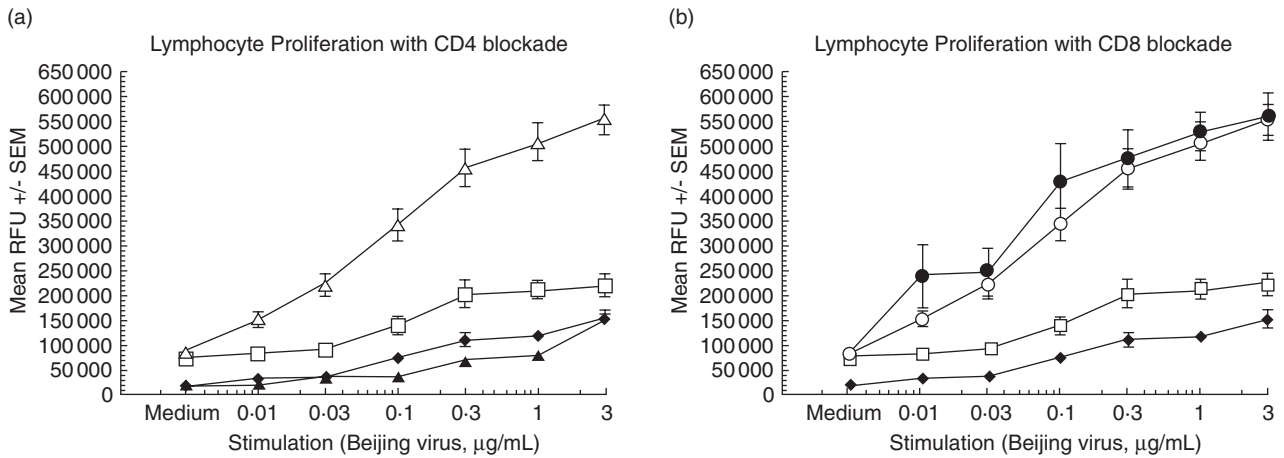 (a)
Lymphocyte Proliferation with CD4 blockade
Mean RFU +/- SEM
650 000
600 000
550 000
500 000
450 000
400 000
350 000
300 000
250 000
200 000
150 000
100 000
50 000
0
Medium 0·01 0·03 0·1 0·3 1 3
Stimulation (Beijing virus, μg/mL)
(b)
Lymphocyte Proliferation with CD8 blockade
Mean RFU +/- SEM
650 000
600 000
550 000
500 000
450 000
400 000
350 000
300 000
250 000
200 000
150 000
100 000
50 000
0
Medium 0·01 0·03 0·1 0·3 1 3
Stimulation (Beijing virus, μg/mL)